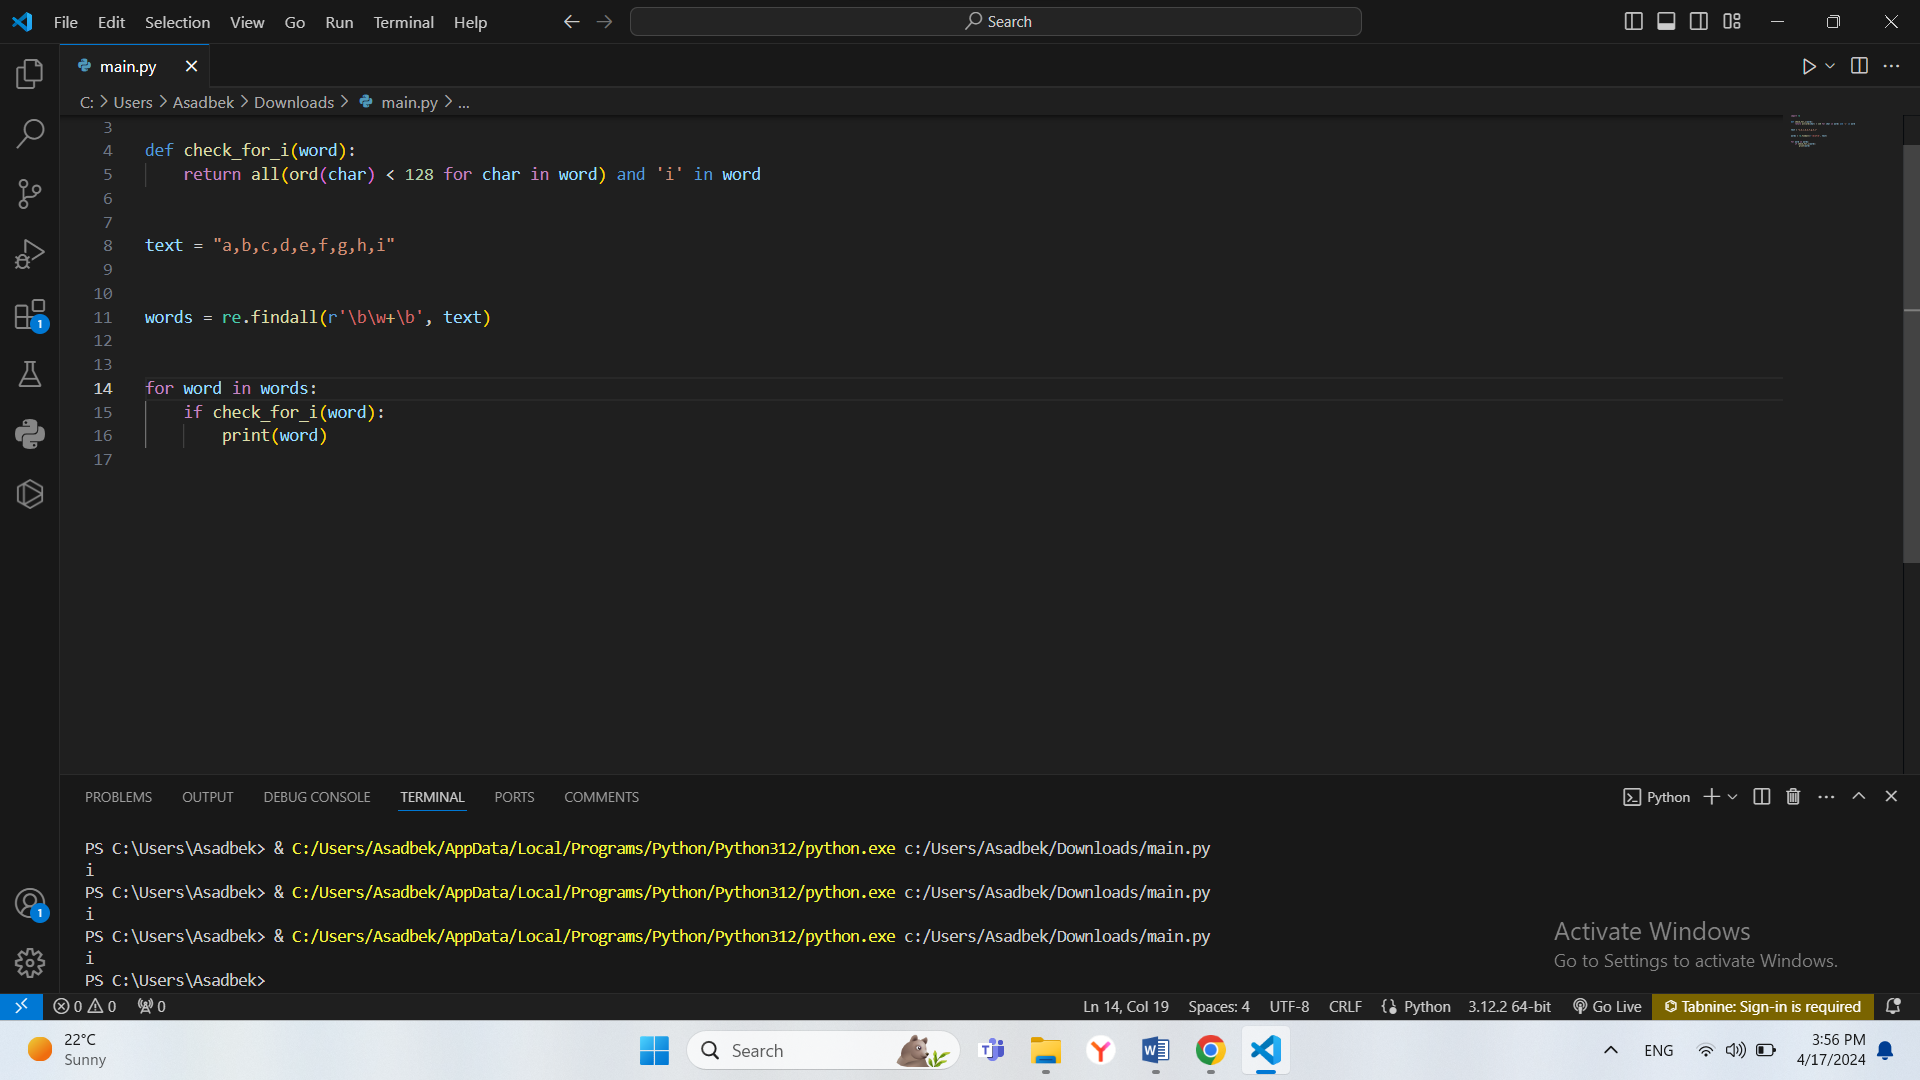 File Edit Selection View Go Run Terminal Help
Search
main.py
C: > Users > Asadbek > Downloads > main.py > ...
3
4 def check_for_i(word):
5 return all(ord(char) < 128 for char in word) and 'i' in word
6
7
8 text = "a,b,c,d,e,f,g,h,i"
9
10
11 words = re.findall(r'\b\w+\b', text)
12
13
14 for word in words:
15 if check_for_i(word):
16 print(word)
17
1
PROBLEMS OUTPUT DEBUG CONSOLE TERMINAL PORTS COMMENTS
Python
PS C:\Users\Asadbek> & C:/Users/Asadbek/AppData/Local/Programs/Python/Python312/python.exe c:/Users/Asadbek/Downloads/main.py
i
PS C:\Users\Asadbek> & C:/Users/Asadbek/AppData/Local/Programs/Python/Python312/python.exe c:/Users/Asadbek/Downloads/main.py
i
PS C:\Users\Asadbek> & C:/Users/Asadbek/AppData/Local/Programs/Python/Python312/python.exe c:/Users/Asadbek/Downloads/main.py
i
PS C:\Users\Asadbek>
1
Activate Windows
Go to Settings to activate Windows.
0 0 0
Ln 14, Col 19 Spaces: 4 UTF-8 CRLF Python 3.12.2 64-bit Go Live Tabnine: Sign-in is required
22°C
Sunny
Search
ENG
3:56 PM
4/17/2024